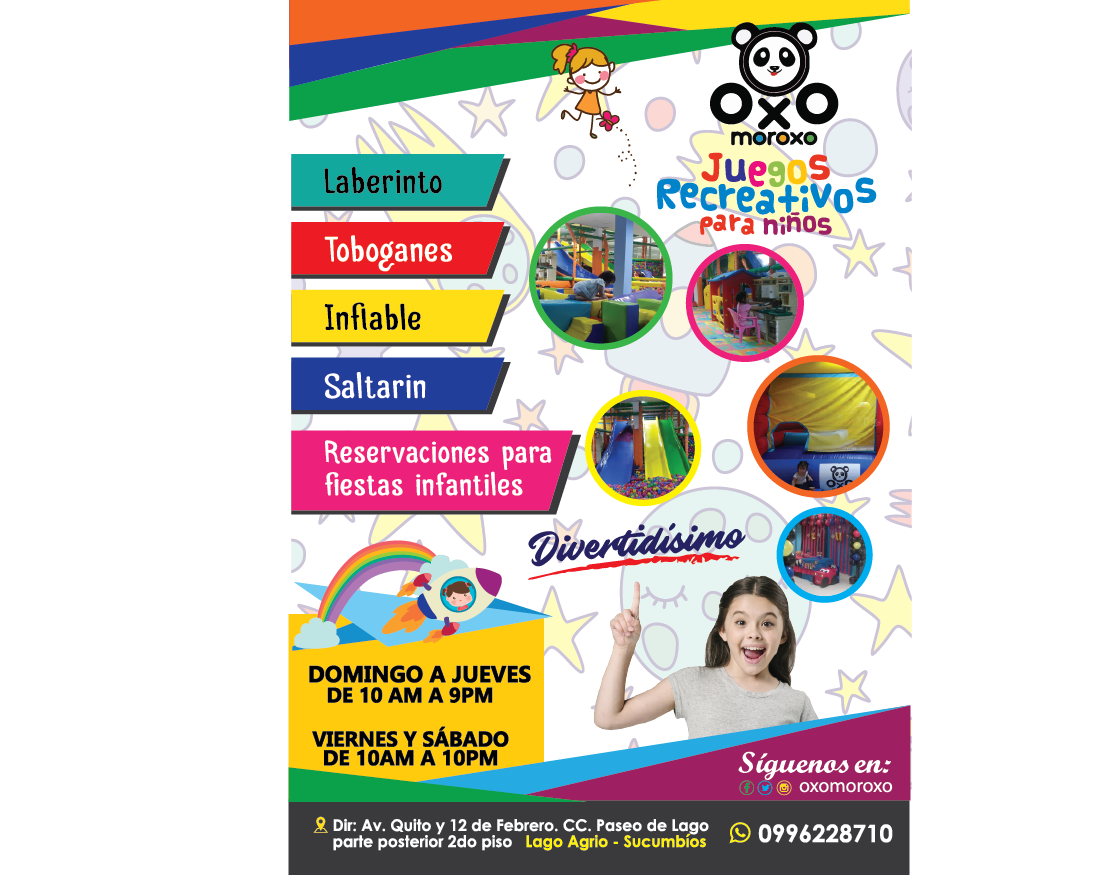 OXO
moroxo
Juegos
Recreativos
para niños
Laberinto
Toboganes
Inflable
Saltarin
Reservaciones para
fiestas infantiles
Divertidísimo
DOMINGO A JUEVES
DE 10 AM A 9PM
VIERNES Y SÁBADO
DE 10AM A 10PM
Síguenos en:
oxomoroxo
Dir: Av. Quito y 12 de Febrero. CC. Paseo de Lago
parte posterior 2do piso Lago Agrio - Sucumbíos
0996228710